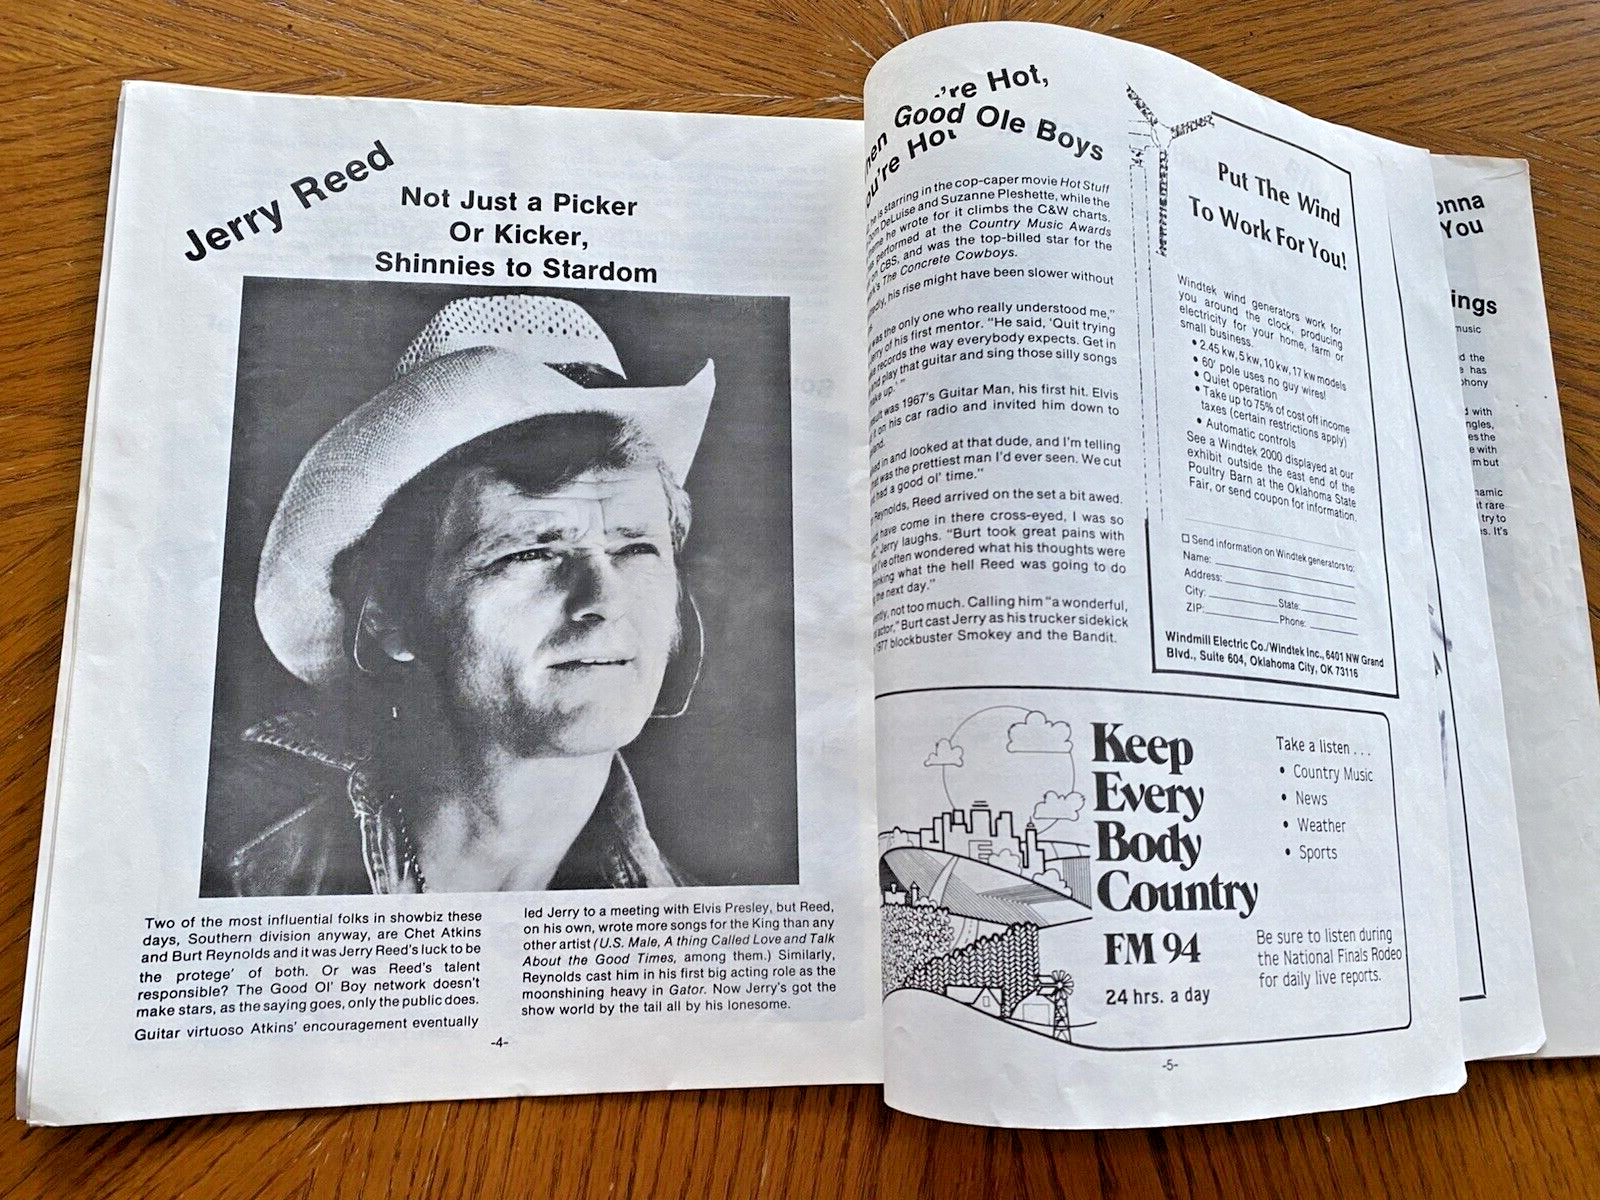 Jerry Reed
Not Just a Picker
Or Kicker,
Shinnies to Stardom
Two of the most influential folks in showbiz these
days, Southern division anyway, are Chet Atkins
and Burt Reynolds and it was Jerry Reed's luck to be
the protege' of both. Or was Reed's talent
responsible? The Good Ol' Boy network doesn't
make stars, as the saying goes, only the public does.
Guitar virtuoso Atkins' encouragement eventually
led Jerry to a meeting with Elvis Presley, but Reed,
on his own, wrote more songs for the King than any
other artist (U.S. Male, A thing Called Love and Talk
About the Good Times, among them.) Similarly,
Reynolds cast him in his first big acting role as the
moonshining heavy in Gator. Now Jerry's got the
show world by the tail all by his lonesome.
-4-
're Hot,
Good Ole Boys
're Hot
he is starring in the cop-caper movie Hot Stuff
Dom DeLuise and Suzanne Pleshette, while the
he wrote for it climbs the C&W charts.
performed at the Country Music Awards
on CBS, and was the top-billed star for the
The Concrete Cowboys.
his rise might have been slower without
was the only one who really understood me,"
of his first mentor. "He said, 'Quit trying
records the way everybody expects. Get in
and play that guitar and sing those silly songs
up.' "
was 1967's Guitar Man, his first hit. Elvis
it on his car radio and invited him down to
in and looked at that dude, and I'm telling
was the prettiest man I'd ever seen. We cut
had a good ol' time."
Reynolds, Reed arrived on the set a bit awed.
have come in there cross-eyed, I was so
Jerry laughs. "Burt took great pains with
I've often wondered what his thoughts were
what the hell Reed was going to do
the next day."
not too much. Calling him "a wonderful,
actor," Burt cast Jerry as his trucker sidekick
1977 blockbuster Smokey and the Bandit.
Put The Wind
To Work For You!
Windtek wind generators work for
you around the clock, producing
electricity for your home, farm or
small business.
• 2.45 kw, 5 kw, 10 kw, 17 kw models
• 60' pole uses no guy wires!
• Quiet operation
• Take up to 75% of cost off income
taxes (certain restrictions apply)
• Automatic controls
See a Windtek 2000 displayed at our
exhibit outside the east end of the
Poultry Barn at the Oklahoma State
Fair, or send coupon for information.
Send information on Windtek generators to:
Name:
Address:
City: State:
ZIP: Phone:
Windmill Electric Co./Windtek Inc., 6401 NW Grand
Blvd., Suite 604, Oklahoma City, OK 73116
Keep
Every
Body
Country
FM 94
24 hrs. a day
Take a listen . . .
• Country Music
• News
• Weather
• Sports
Be sure to listen during
the National Finals Rodeo
for daily live reports.
-5-
You
music
the
has
with
the
with
but
rare
try to
It's